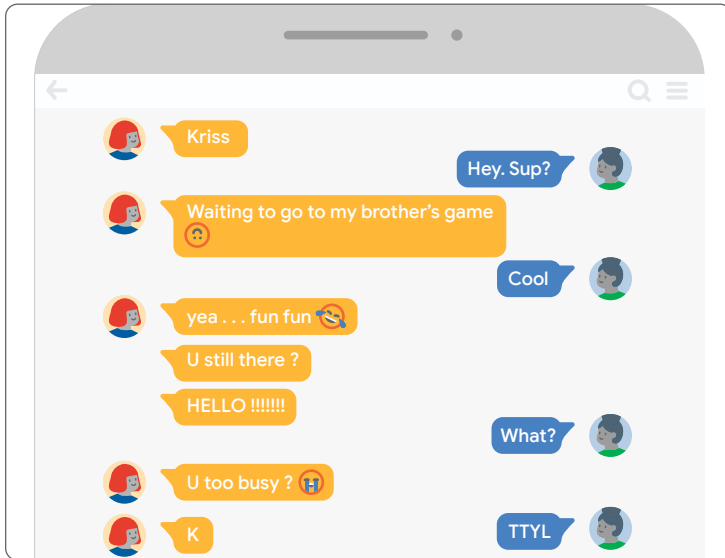 Kriss
Hey. Sup?
Waiting to go to my brother's game
🙃
Cool
yea . . . fun fun 😂
U still there ?
HELLO !!!!!!!
What?
U too busy ? 😭
TTYL
K